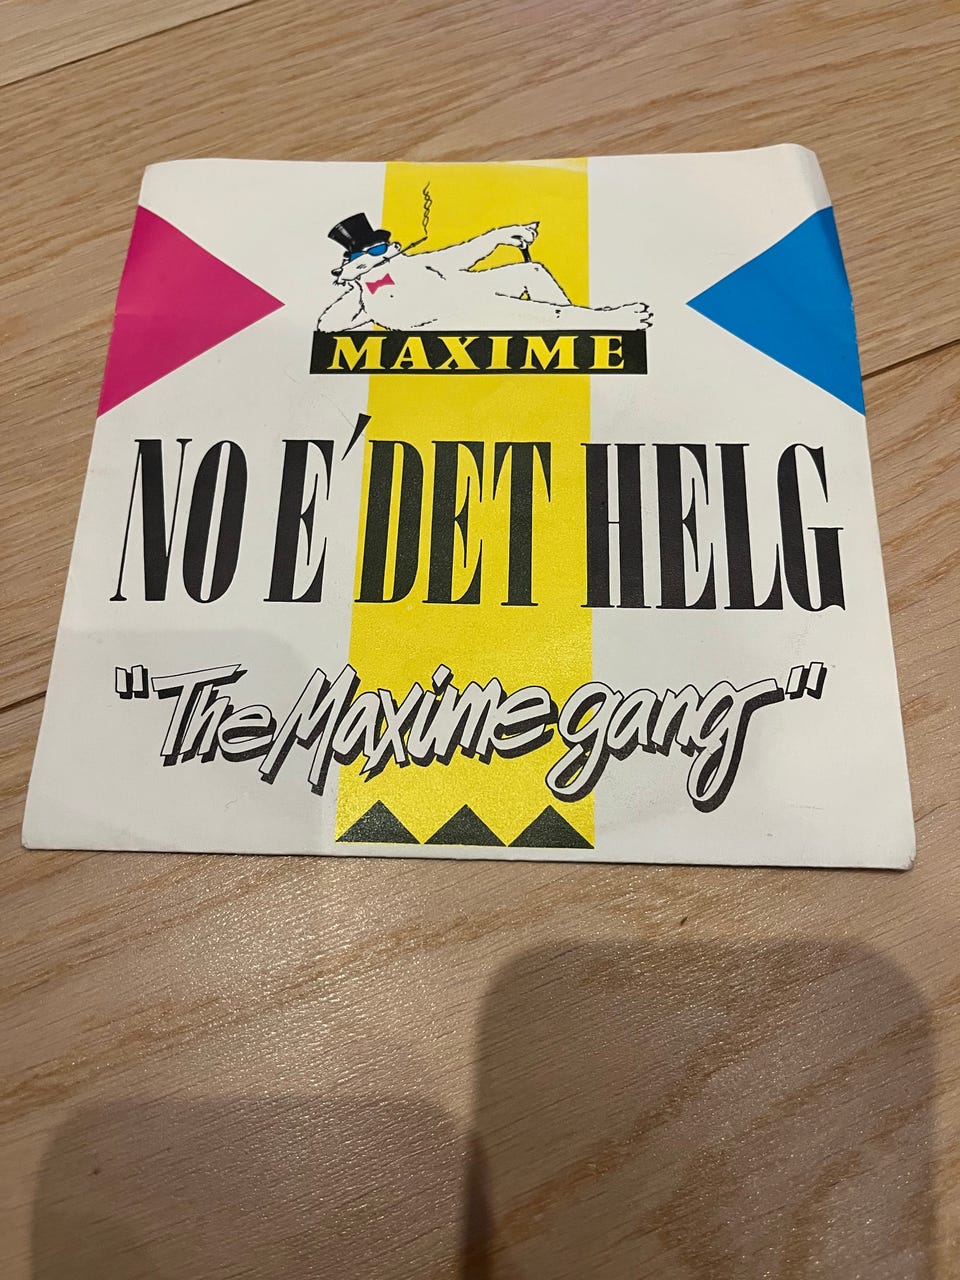 MAXIME
NO E´DET HELG
"The Maxime gang"